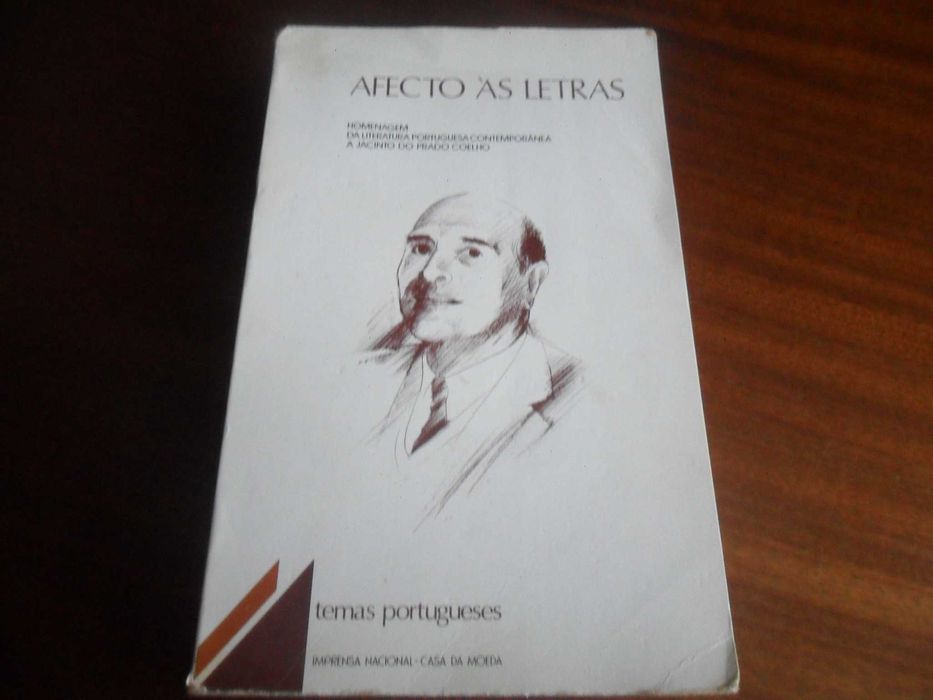 AFECTO ÀS LETRAS
HOMENAGEM
DA LITERATURA PORTUGUESA CONTEMPORÂNEA
A JACINTO DO PRADO COELHO
temas portugueses
IMPRENSA NACIONAL - CASA DA MOEDA